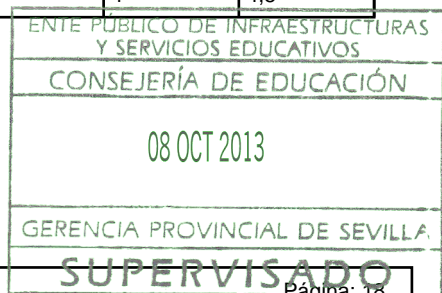 ENTE PÚBLICO DE INFRAESTRUCTURAS
Y SERVICIOS EDUCATIVOS
CONSEJERÍA DE EDUCACIÓN
08 OCT 2013
GERENCIA PROVINCIAL DE SEVILLA
SUPERVISADO
Página: 18